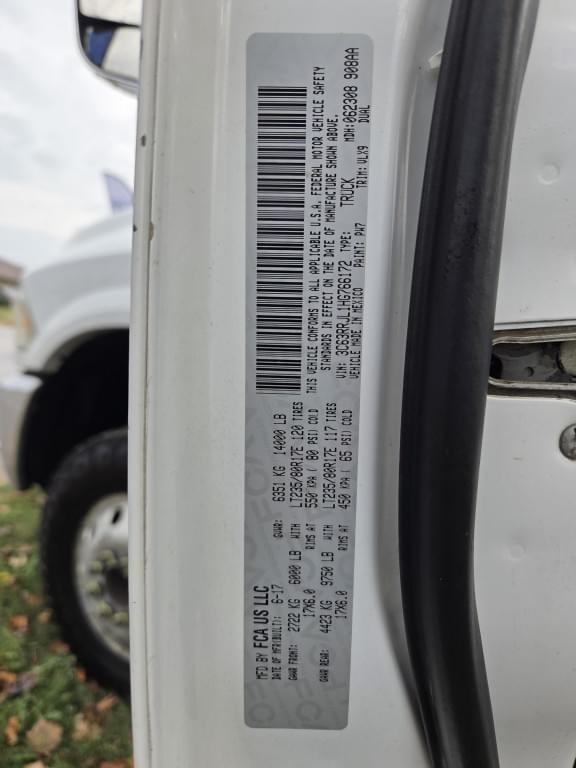 MFD BY FCA US LLC
DATE OF MFR(BUILT): 6-17 GVWR: 6351 KG 14000 LB
GAWR FRONT: 2722 KG 6000 LB WITH LT235/80R17E 120 TIRES
17X6.0 RIMS AT 550 KPA ( 80 PSI) COLD
GAWR REAR: 4423 KG 9750 LB WITH LT235/80R17E 117 TIRES
17X6.0 RIMS AT 450 KPA ( 65 PSI) COLD
THIS VEHICLE CONFORMS TO ALL APPLICABLE U.S.A. FEDERAL MOTOR VEHICLE SAFETY
STANDARDS IN EFFECT ON THE DATE OF MANUFACTURE SHOWN ABOVE.
VIN: 3C63RRJL1HG766172 TYPE: TRUCK MDH:062308 908AA
VEHICLE MADE IN MEXICO PAINT: PW7 TRIM: VLX9 DUAL